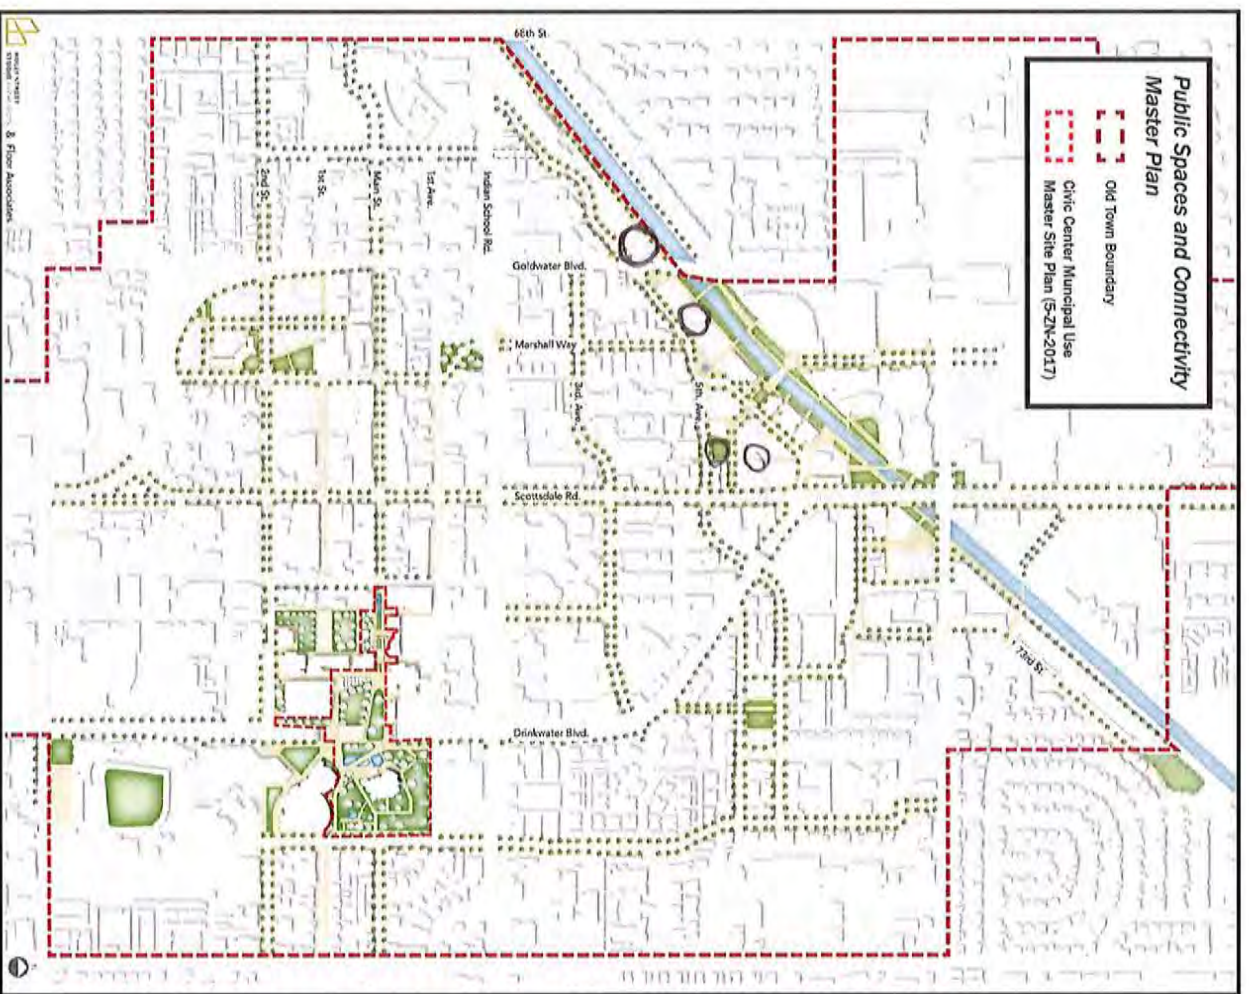 Public Spaces and Connectivity
Master Plan
Old Town Boundary
Civic Center Muncipal Use
Master Site Plan (5-ZN-2017)
68th St.
Indian School Rd.
1st Ave.
Main St.
1st St.
2nd St.
Goldwater Blvd.
Marshall Way
3rd. Ave.
5th. Ave.
Scottsdale Rd.
73rd St.
Drinkwater Blvd.
& Floor Associates